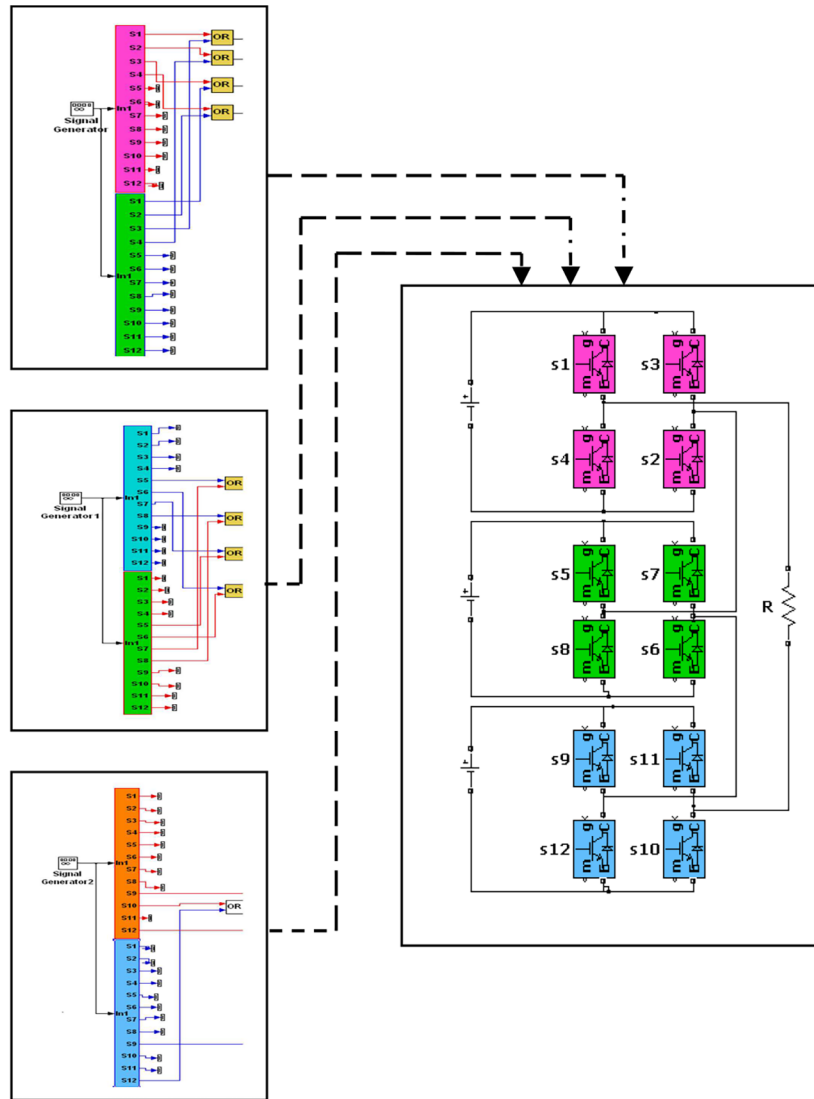 S1
S2
S3
S4
S5
S6
S7
S8
S9
S10
S11
S12
In1
Signal
Generator
OR
OR
OR
OR
S1
S2
S3
S4
S5
S6
S7
S8
S9
S10
S11
S12
In1
S1
S2
S3
S4
S5
S6
S7
S8
S9
S10
S11
S12
In1
Signal
Generator1
OR
OR
OR
OR
S1
S2
S3
S4
S5
S6
S7
S8
S9
S10
S11
S12
In1
S1
S2
S3
S4
S5
S6
S7
S8
S9
S10
S11
S12
In1
Signal
Generator2
OR
S1
S2
S3
S4
S5
S6
S7
S8
S9
S10
S11
S12
In1
s1 g C m E
s3 g C m E
s4 g C m E
s2 g C m E
s5 g C m E
s7 g C m E
s8 g C m E
s6 g C m E
R
s9 g C m E
s11 g C m E
s12 g C m E
s10 g C m E